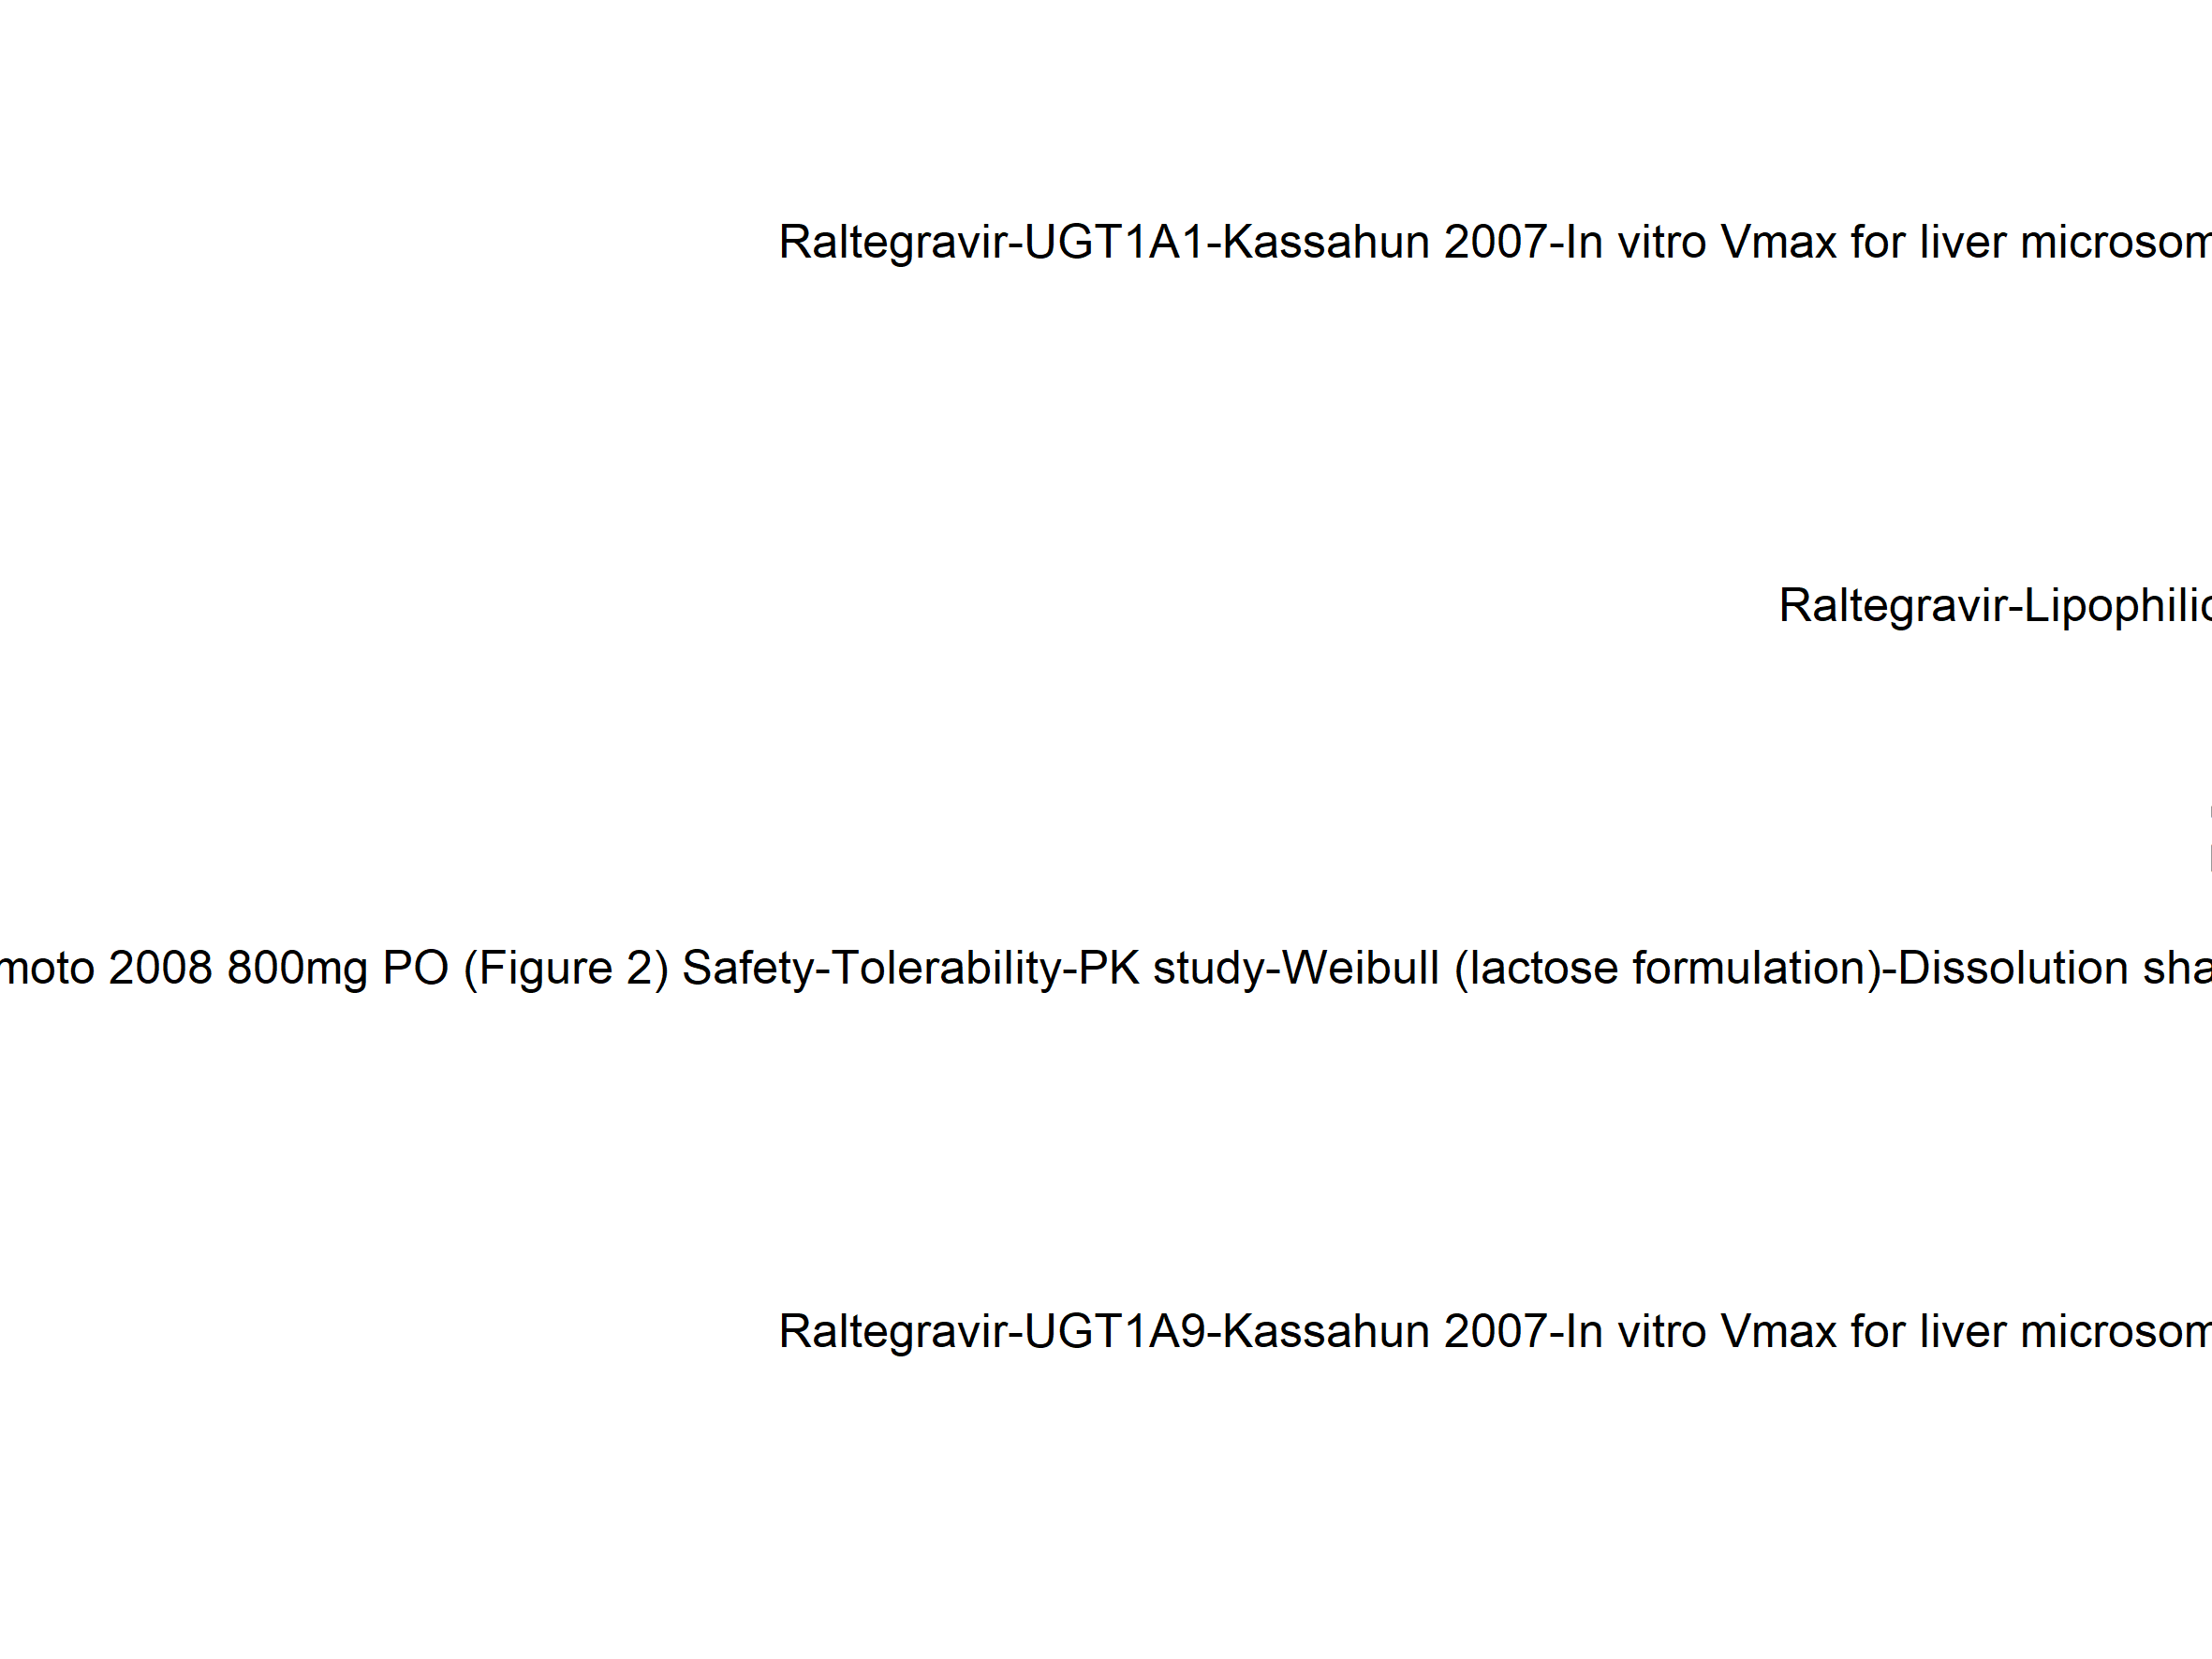 Raltegravir-UGT1A1-Kassahun 2007-In vitro Vmax for liver microsom
Raltegravir-Lipophilic
moto 2008 800mg PO (Figure 2) Safety-Tolerability-PK study-Weibull (lactose formulation)-Dissolution sha
Raltegravir-UGT1A9-Kassahun 2007-In vitro Vmax for liver microsom